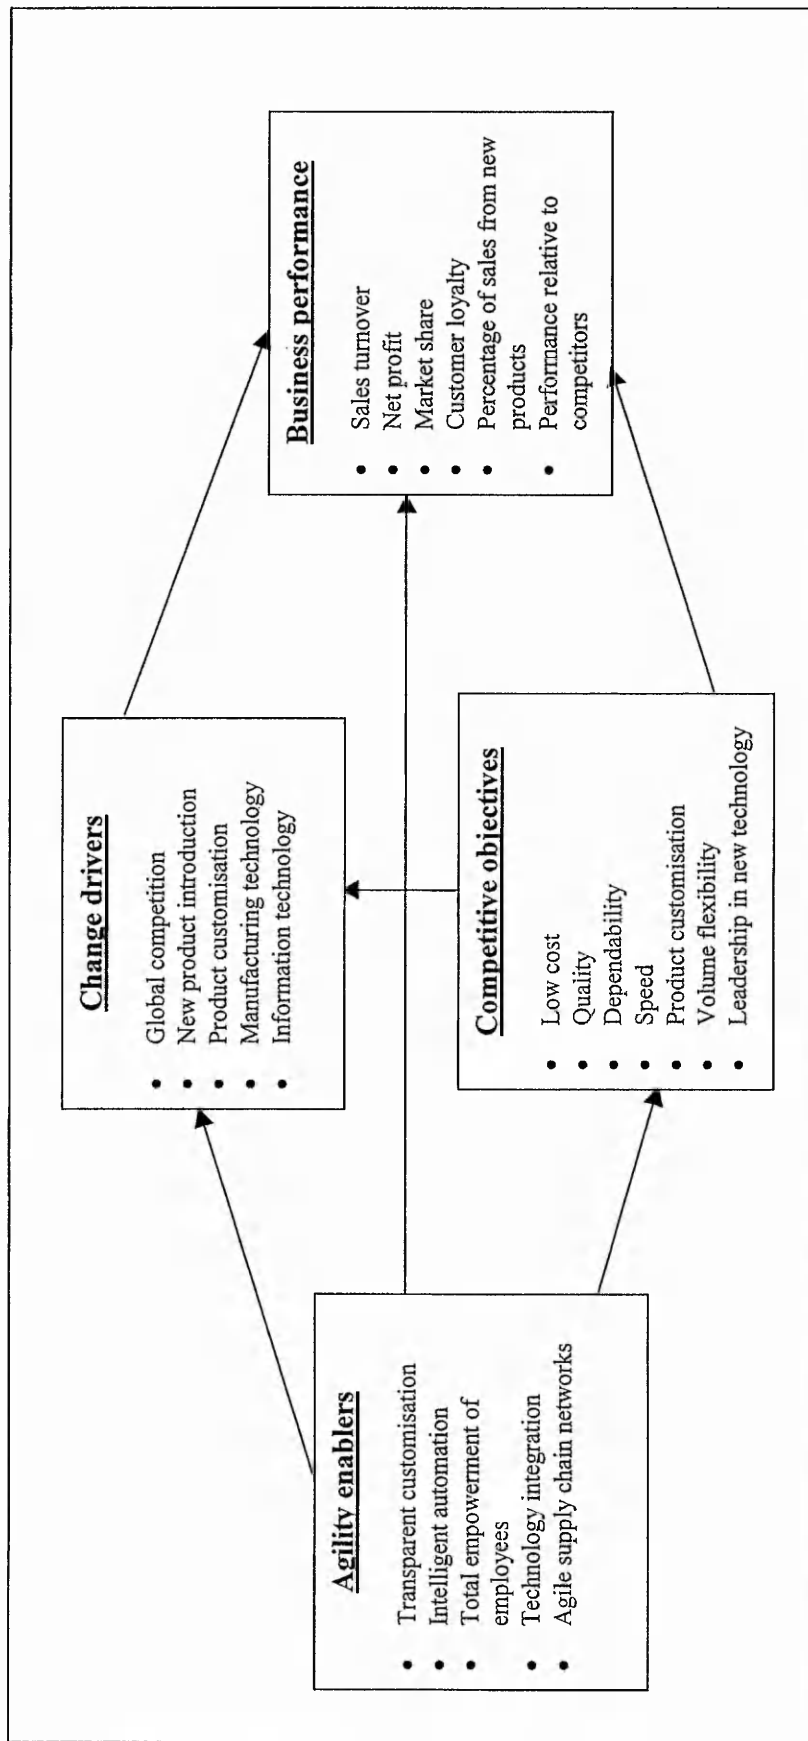 Agility enablers
• Transparent customisation
• Intelligent automation
• Total empowerment of
employees
• Technology integration
• Agile supply chain networks
Change drivers
• Global competition
• New product introduction
• Product customisation
• Manufacturing technology
• Information technology
Competitive objectives
• Low cost
• Quality
• Dependability
• Speed
• Product customisation
• Volume flexibility
• Leadership in new technology
Business performance
• Sales turnover
• Net profit
• Market share
• Customer loyalty
• Percentage of sales from new
products
• Performance relative to
competitors